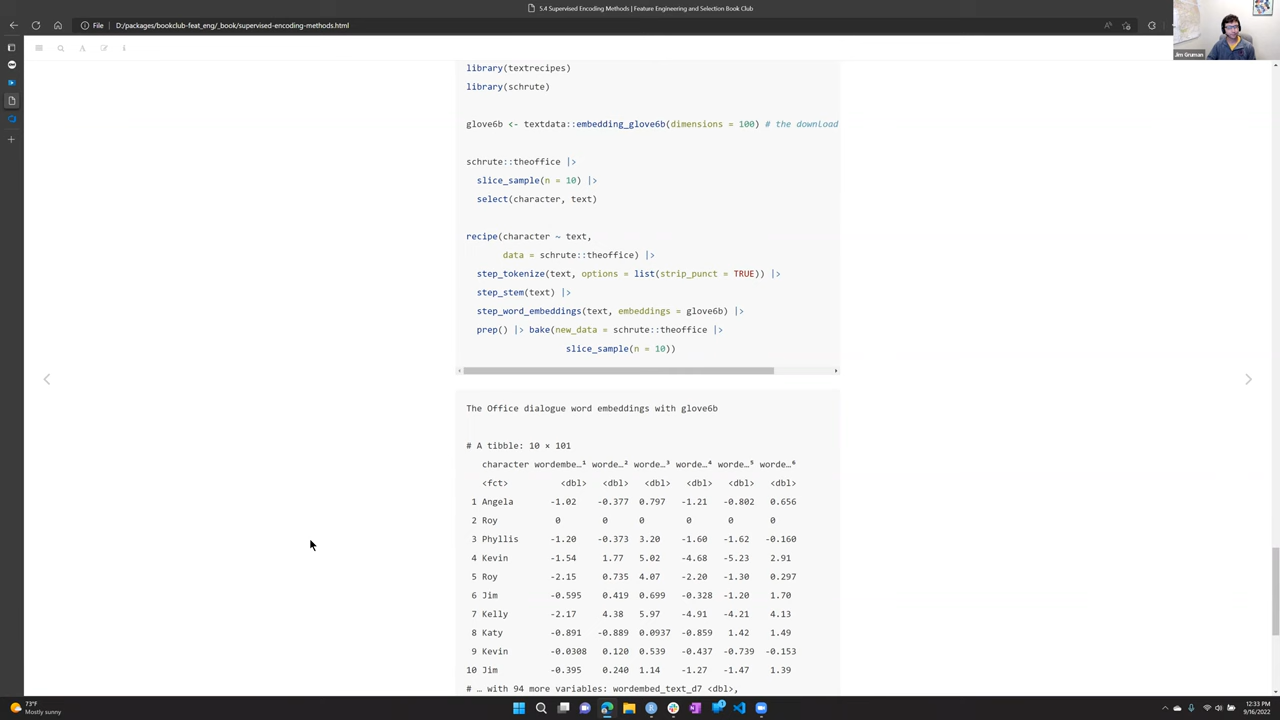 5.4 Supervised Encoding Methods | Feature Engineering and Selection Book Club
File D:/packages/bookclub-feat_eng/_book/supervised-encoding-methods.html
Jim Gruman
library(textrecipes)
library(schrute)
glove6b <- textdata::embedding_glove6b(dimensions = 100) # the download
schrute::theoffice |>
slice_sample(n = 10) |>
select(character, text)
recipe(character ~ text,
data = schrute::theoffice) |>
step_tokenize(text, options = list(strip_punct = TRUE)) |>
step_stem(text) |>
step_word_embeddings(text, embeddings = glove6b) |>
prep() |> bake(new_data = schrute::theoffice |>
slice_sample(n = 10))
The Office dialogue word embeddings with glove6b
# A tibble: 10 × 101
character wordembe…¹ worde…² worde…³ worde…⁴ worde…⁵ worde…⁶
<fct> <dbl> <dbl> <dbl> <dbl> <dbl> <dbl>
1 Angela -1.02 -0.377 0.797 -1.21 -0.802 0.656
2 Roy 0 0 0 0 0 0
3 Phyllis -1.20 -0.373 3.20 -1.60 -1.62 -0.160
4 Kevin -1.54 1.77 5.02 -4.68 -5.23 2.91
5 Roy -2.15 0.735 4.07 -2.20 -1.30 0.297
6 Jim -0.595 0.419 0.699 -0.328 -1.20 1.70
7 Kelly -2.17 4.38 5.97 -4.91 -4.21 4.13
8 Katy -0.891 -0.889 0.0937 -0.859 1.42 1.49
9 Kevin -0.0308 0.120 0.539 -0.437 -0.739 -0.153
10 Jim -0.395 0.240 1.14 -1.27 -1.47 1.39
# … with 94 more variables: wordembed_text_d7 <dbl>,
73°F
Mostly sunny
12:33 PM
9/16/2022